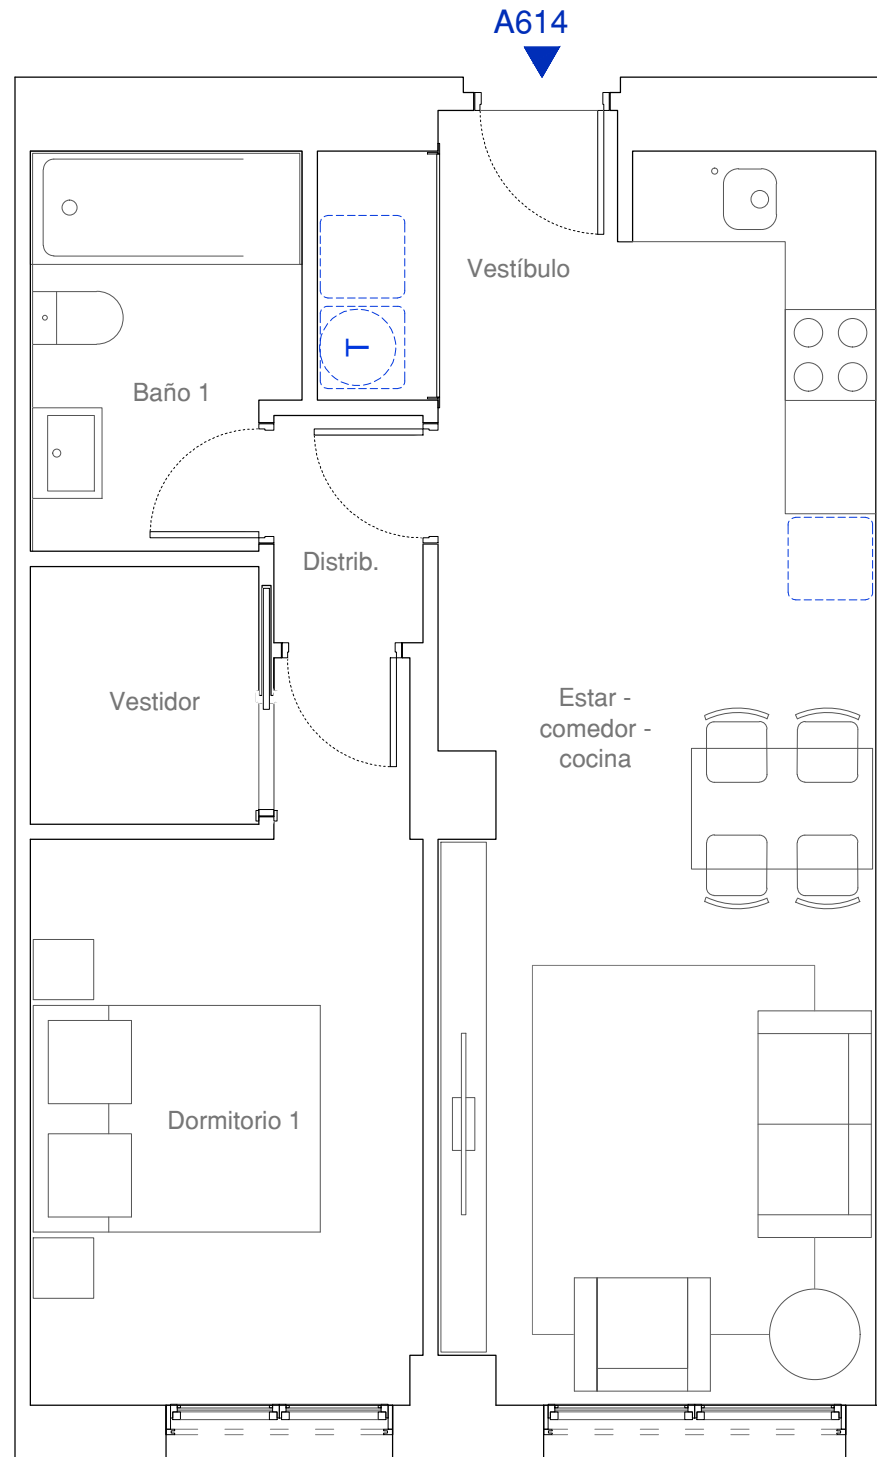 A614
Vestíbulo
T
Baño 1
Distrib.
Vestidor
Estar -
comedor -
cocina
Dormitorio 1